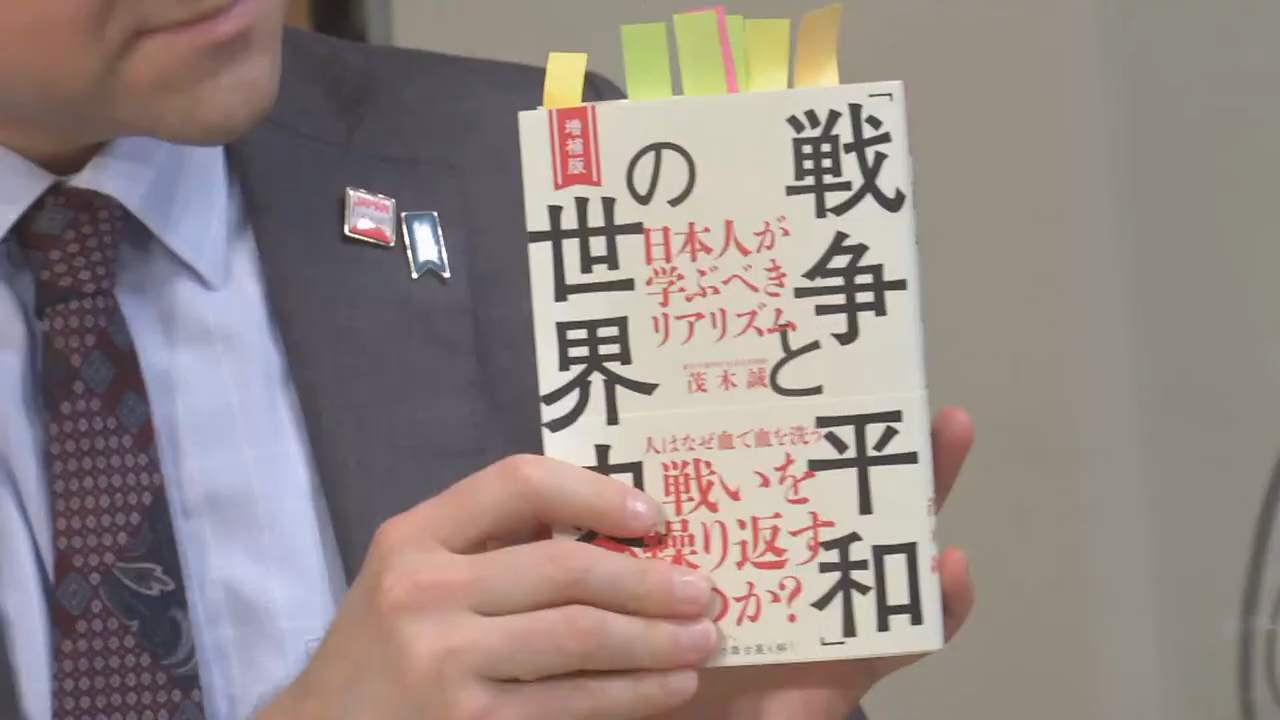 「戦争と平和」
の世界史
増補版
日本人が
学ぶべき
リアリズム
茂木誠
人はなぜ血で血を洗う
戦いを
繰り返す
のか?
JAPAN